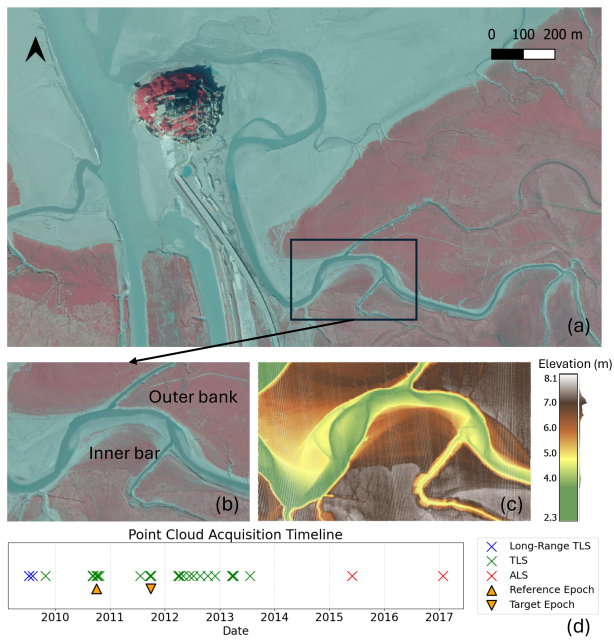 0 100 200 m
(a)
Outer bank
Inner bar
(b)
(c)
Elevation (m)
8.1
7.0
6.0
5.0
4.0
2.3
Point Cloud Acquisition Timeline
2010 2011 2012 2013 2014 2015 2016 2017
Date
Long-Range TLS
TLS
ALS
Reference Epoch
Target Epoch
(d)